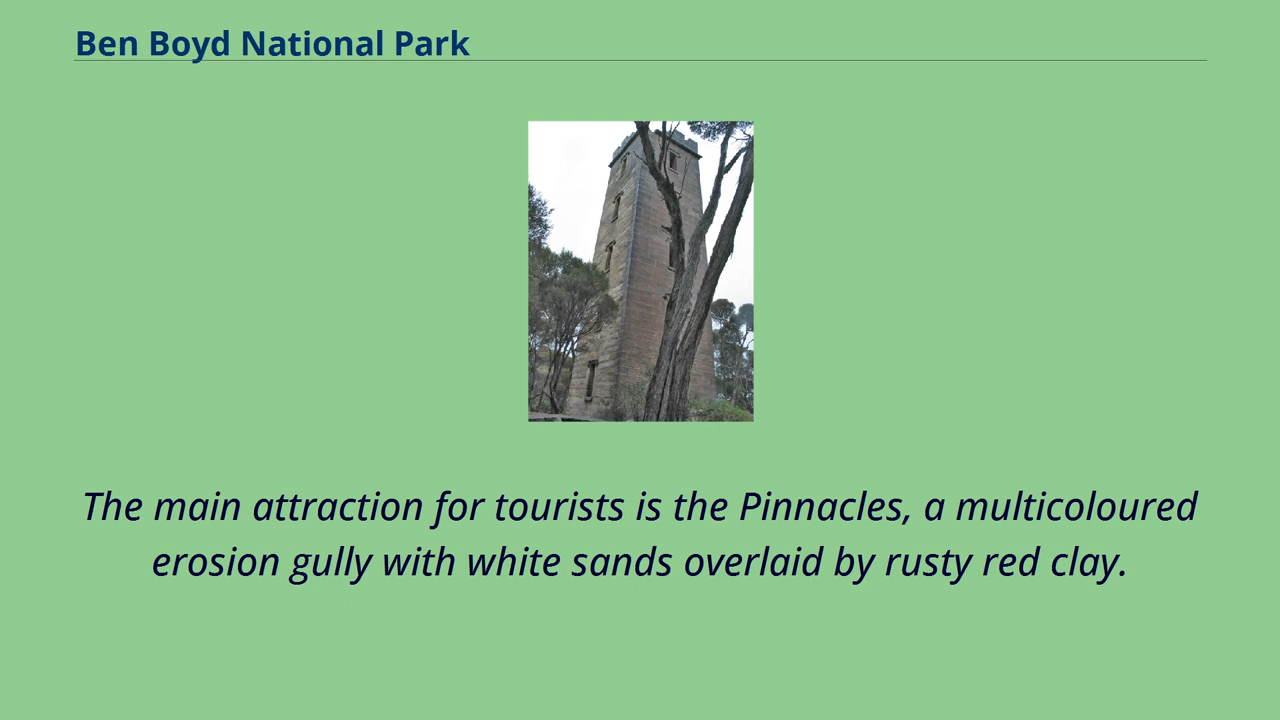 Ben Boyd National Park
The main attraction for tourists is the Pinnacles, a multicoloured
erosion gully with white sands overlaid by rusty red clay.